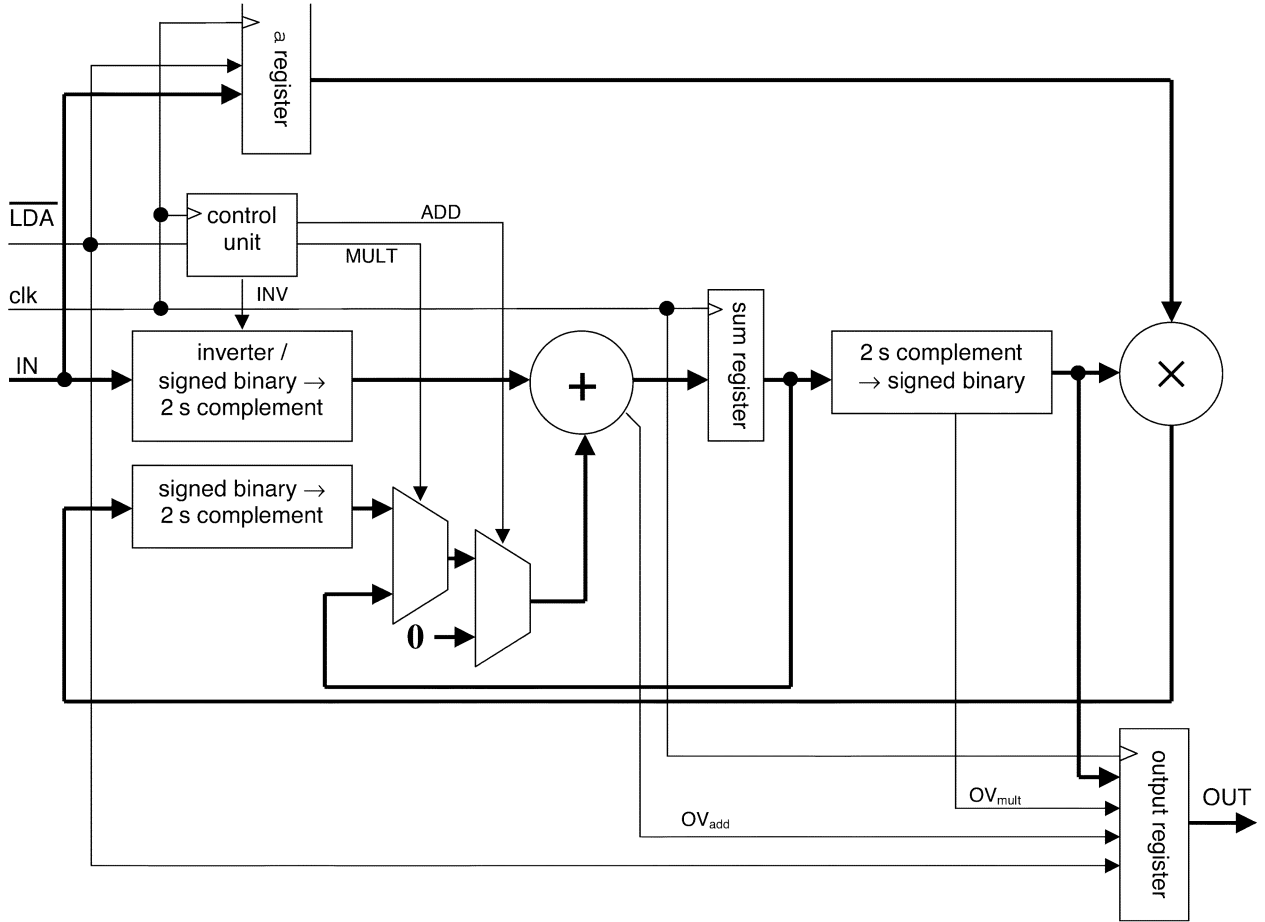 a register
LDA
control
unit
ADD
MULT
clk
INV
IN
inverter /
signed binary →
2 s complement
+
sum register
2 s complement
→ signed binary
×
signed binary →
2 s complement
0
OVmult
OVadd
output register
OUT